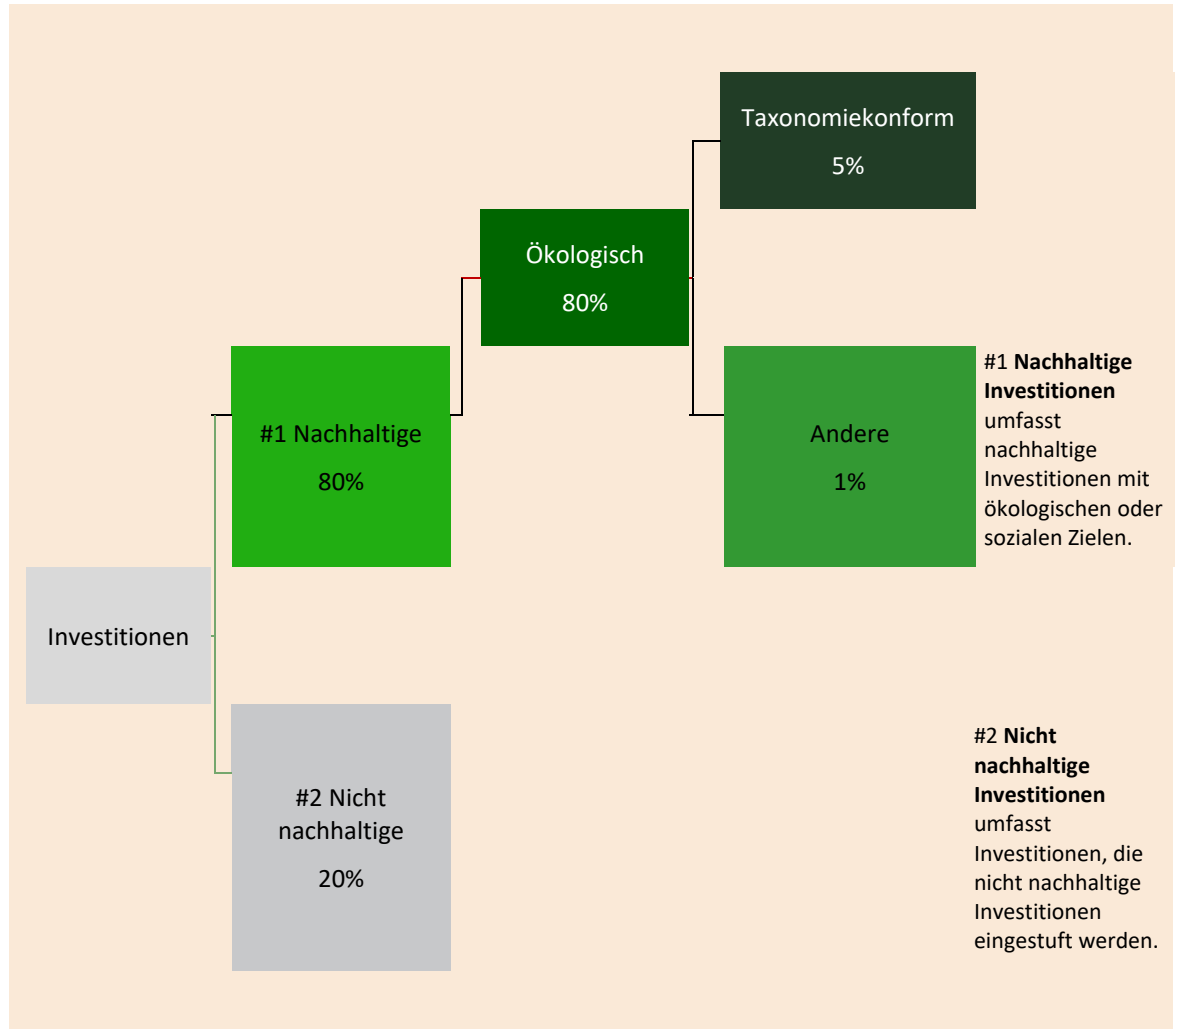 Taxonomiekonform
5%
Ökologisch
80%
#1 Nachhaltige
80%
Andere
1%
#1 Nachhaltige
Investitionen
umfasst
nachhaltige
Investitionen mit
ökologischen oder
sozialen Zielen.
Investitionen
#2 Nicht
nachhaltige
20%
#2 Nicht
nachhaltige
Investitionen
umfasst
Investitionen, die
nicht nachhaltige
Investitionen
eingestuft werden.